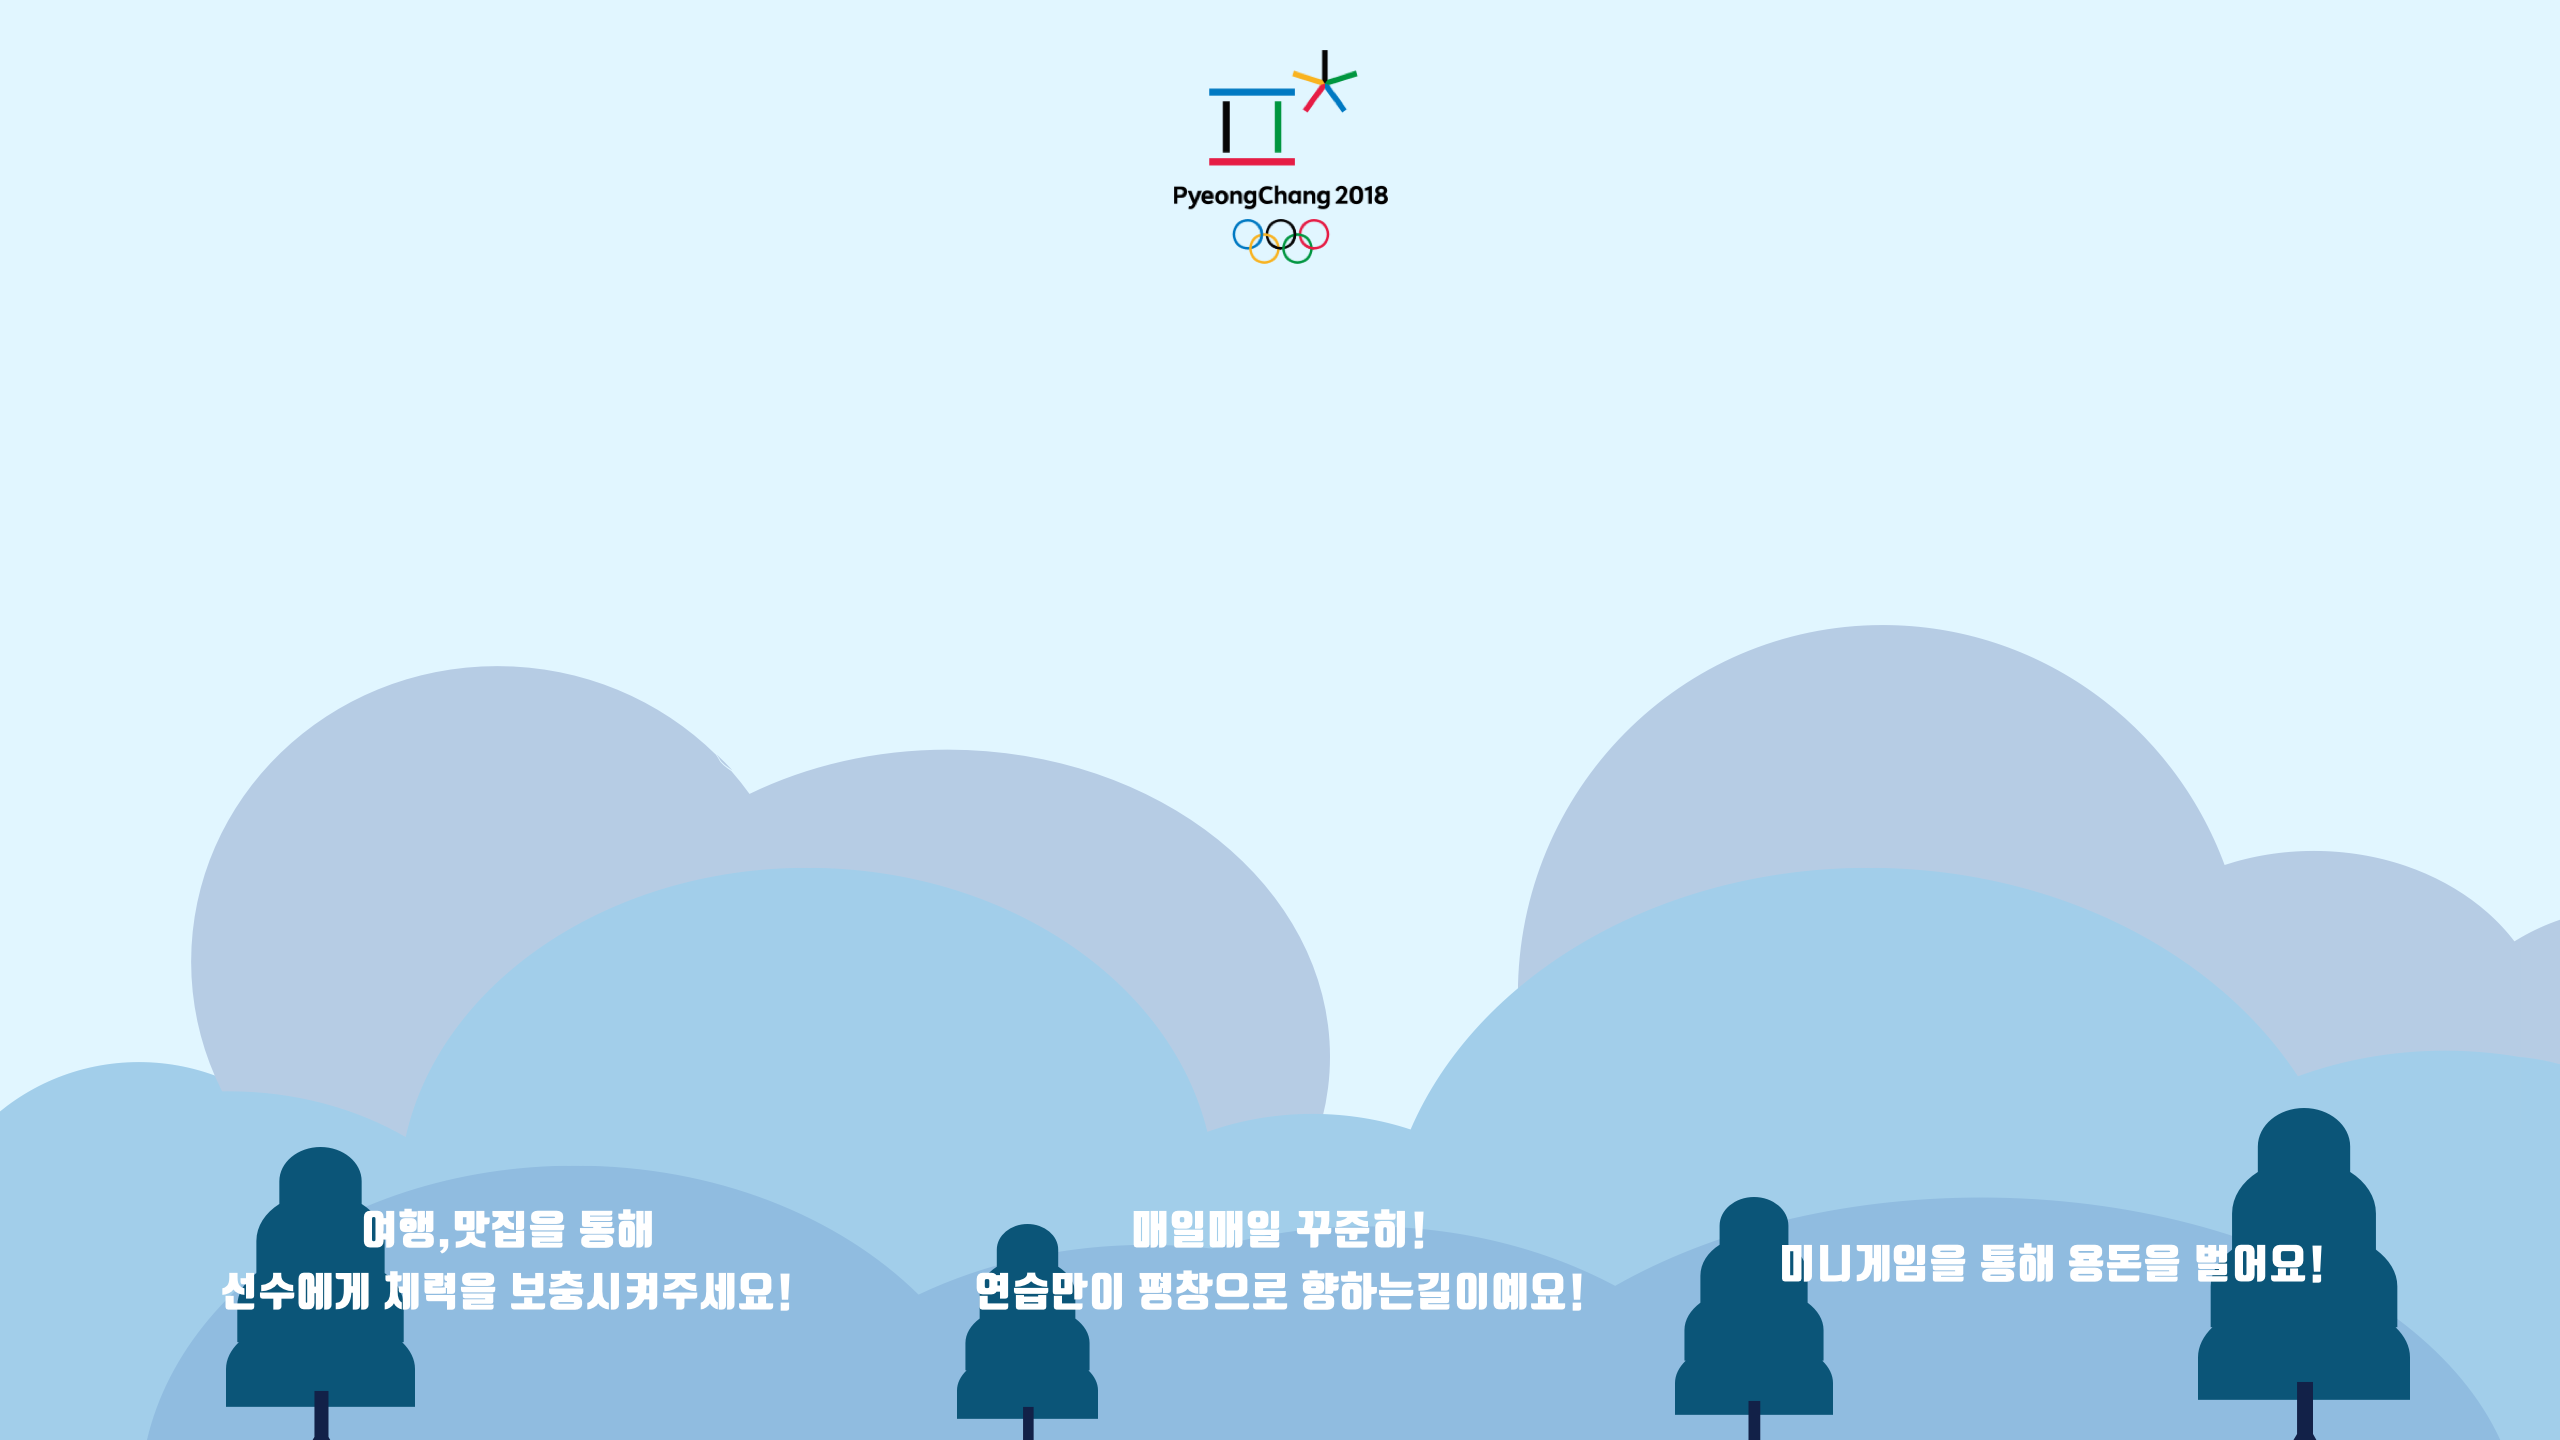 PyeongChang 2018
여행,맛집을 통해
선수에게 체력을 보충시켜주세요!
매일매일 꾸준히!
연습만이 평창으로 향하는길이예요!
미니게임을 통해 용돈을 벌어요!